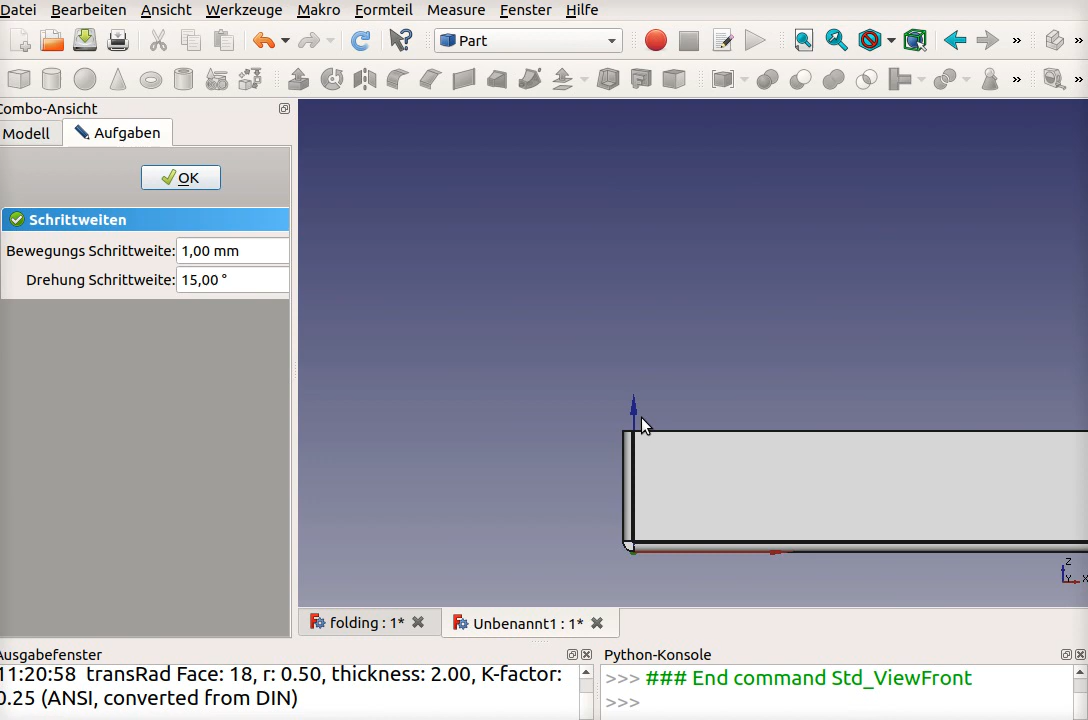 Datei Bearbeiten Ansicht Werkzeuge Makro Formteil Measure Fenster Hilfe
Part » »
» »
Combo-Ansicht
Modell Aufgaben
OK
Schrittweiten
Bewegungs Schrittweite: 1,00 mm
Drehung Schrittweite: 15,00 °
Z
Y X
folding : 1* Unbenannt1 : 1*
Ausgabefenster Python-Konsole
11:20:58 transRad Face: 18, r: 0.50, thickness: 2.00, K-factor:
0.25 (ANSI, converted from DIN)
>>> ### End command Std_ViewFront
>>>